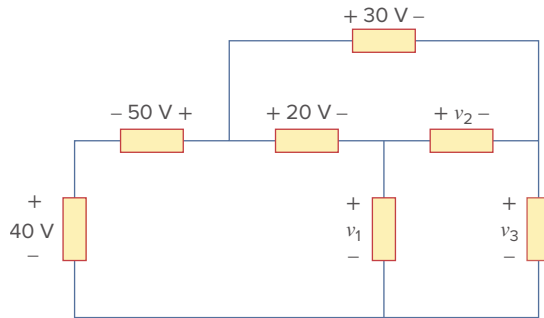 + 30 V –
– 50 V +
+ 20 V –
+ v₂ –
+
40 V
–
+
v₁
–
+
v₃
–